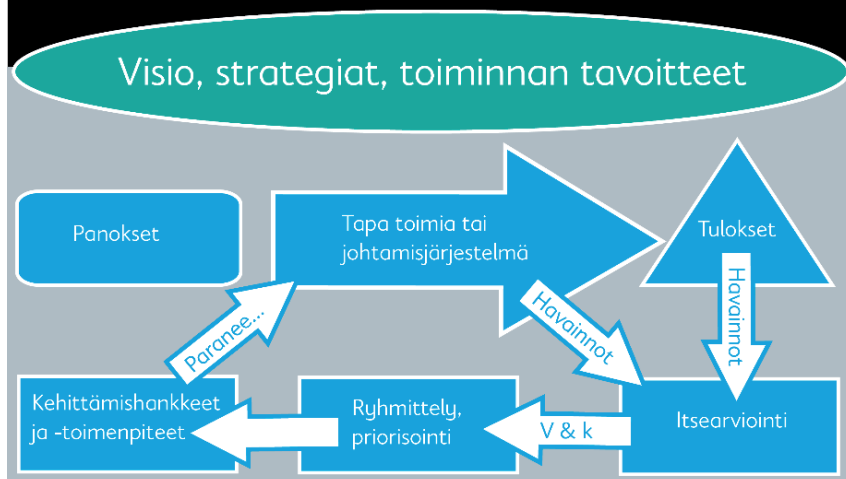 Visio, strategiat, toiminnan tavoitteet
Panokset
Tapa toimia tai
johtamisjärjestelmä
Tulokset
Paranee...
Havainnot
Havainnot
Kehittämishankkeet
ja -toimenpiteet
Ryhmittely,
priorisointi
V & k
Itsearviointi